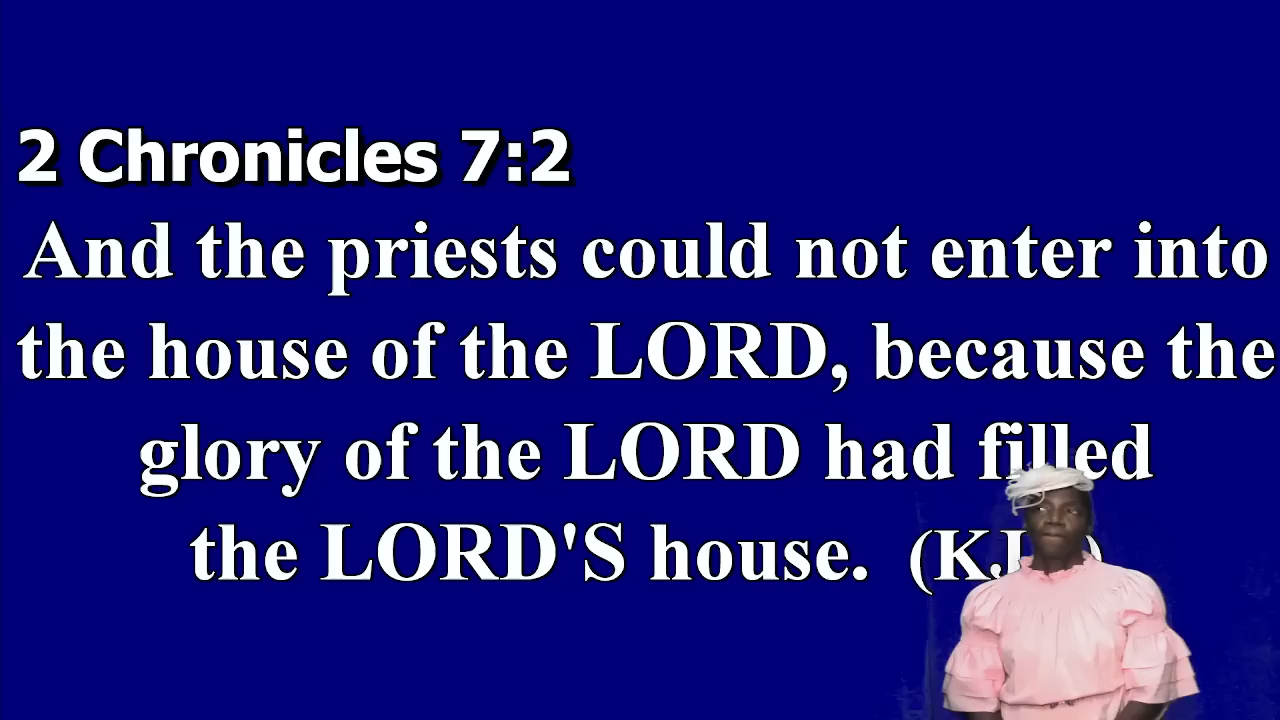 2 Chronicles 7:2
And the priests could not enter into
the house of the LORD, because the
glory of the LORD had filled
the LORD'S house.